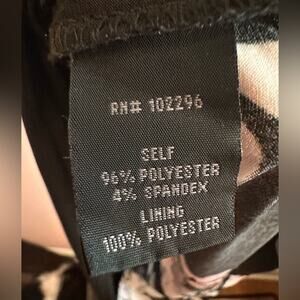 RN# 102296
SELF
96% POLYESTER
4% SPANDEX
LINING
100% POLYESTER